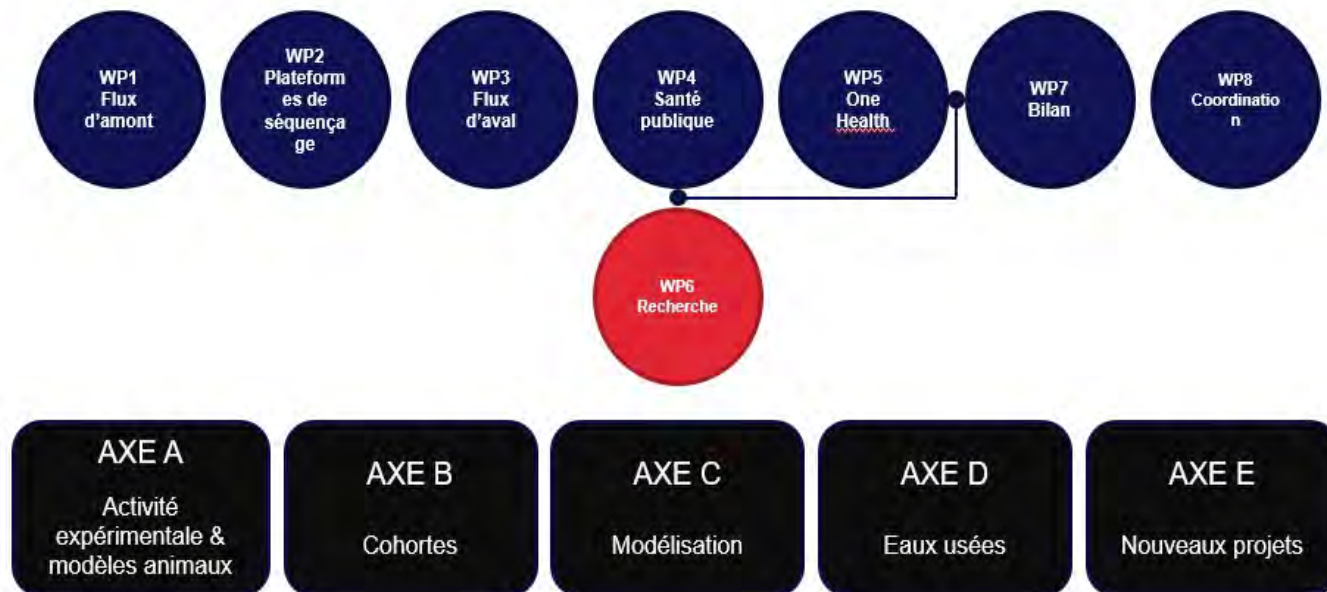 WP1
Flux
d'amont
WP2
Plateform
es de
séquença
ge
WP3
Flux
d'aval
WP4
Santé
publique
WP5
One
Health
WP7
Bilan
WP8
Coordinatio
n
WP6
Recherche
AXE A
Activité
expérimentale &
modèles animaux
AXE B
Cohortes
AXE C
Modélisation
AXE D
Eaux usées
AXE E
Nouveaux projets